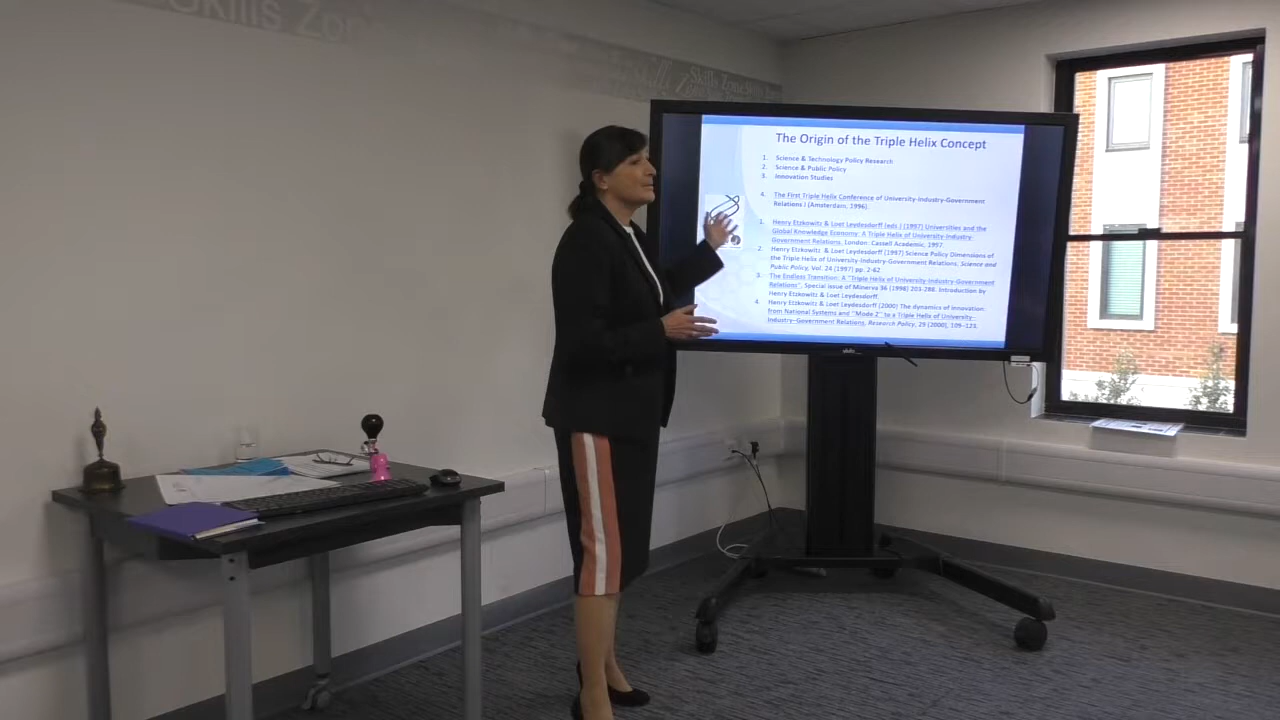 Skills Zone
Skills ZoneSkills Zone
The Origin of the Triple Helix Concept
1. Science & Technology Policy Research
2. Science & Public Policy
3. Innovation Studies
4. The First Triple Helix Conference of University-Industry-Government
Relations I (Amsterdam, 1996)
1. Henry Etzkowitz & Loet Leydesdorff (eds.) (1997) Universities and the
Global Knowledge Economy: A Triple Helix of University-Industry-
Government Relations. London: Cassell Academic, 1997.
2. Henry Etzkowitz & Loet Leydesdorff (1997) Science Policy Dimensions of
the Triple Helix of University-Industry-Government Relations, Science and
Public Policy, Vol. 24 (1997) pp. 2-62
3. The Endless Transition: A "Triple Helix of University-Industry-Government
Relations", Special issue of Minerva 36 (1998) 203-288. Introduction by
Henry Etzkowitz & Loet Leydesdorff.
4. Henry Etzkowitz & Loet Leydesdorff (2000) The dynamics of innovation:
from National Systems and "Mode 2" to a Triple Helix of University-
Industry-Government Relations, Research Policy, 29 (2000), 109-123.